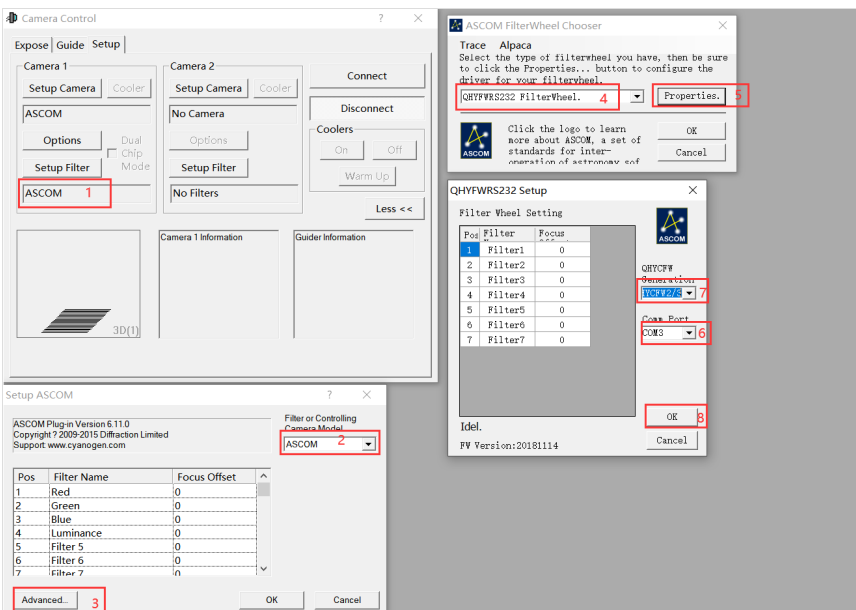 Camera Control
Expose Guide Setup
Camera 1
Setup Camera Cooler
ASCOM
Options Dual Chip Mode
Setup Filter
ASCOM 1
Camera 2
Setup Camera Cooler
No Camera
Options
Setup Filter
No Filters
Connect
Disconnect
Coolers
On Off
Warm Up
Less <<
3D(1)
Camera 1 Information
Guider Information
Setup ASCOM
ASCOM Plug-in Version 6.11.0
Copyright ? 2009-2015 Diffraction Limited
Support: www.cyanogen.com
Filter or Controlling
Camera Model
ASCOM 2
Pos Filter Name Focus Offset
1 Red 0
2 Green 0
3 Blue 0
4 Luminance 0
5 Filter 5 0
6 Filter 6 0
7 Filter 7 0
Advanced... 3
OK Cancel
ASCOM FilterWheel Chooser
Trace Alpaca
Select the type of filterwheel you have, then be sure
to click the Properties... button to configure the
driver for your filterwheel.
QHYFWRS232 FilterWheel. 4
Properties. 5
ASCOM
Click the logo to learn
more about ASCOM, a set of
standards for inter-
operation of astronomy sof
OK
Cancel
QHYFWRS232 Setup
Filter Wheel Setting
ASCOM
Pos Filter Focus
1 Filter1 0
2 Filter2 0
3 Filter3 0
4 Filter4 0
5 Filter5 0
6 Filter6 0
7 Filter7 0
QHYCFW
Generation
7
Comm Port
COM3 6
OK 8
Cancel
Idel.
FW Version:20181114